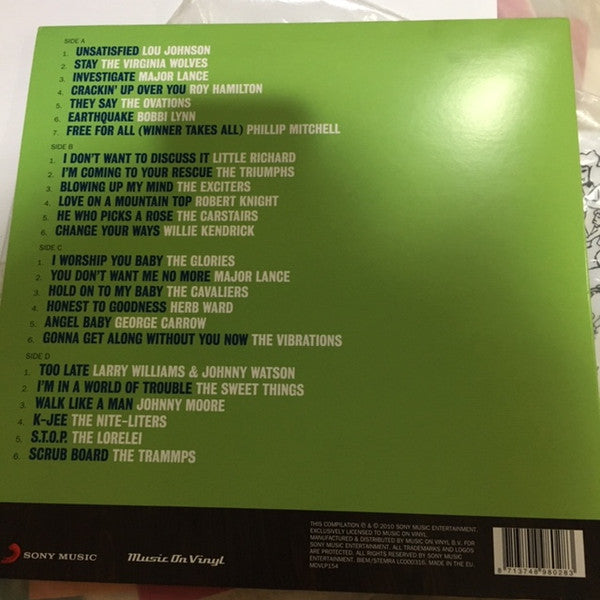 SIDE A
1. UNSATISFIED LOU JOHNSON
2. STAY THE VIRGINIA WOLVES
3. INVESTIGATE MAJOR LANCE
4. CRACKIN' UP OVER YOU ROY HAMILTON
5. THEY SAY THE OVATIONS
6. EARTHQUAKE BOBBI LYNN
7. FREE FOR ALL (WINNER TAKES ALL) PHILLIP MITCHELL
SIDE B
1. I DON'T WANT TO DISCUSS IT LITTLE RICHARD
2. I'M COMING TO YOUR RESCUE THE TRIUMPHS
3. BLOWING UP MY MIND THE EXCITERS
4. LOVE ON A MOUNTAIN TOP ROBERT KNIGHT
5. HE WHO PICKS A ROSE THE CARSTAIRS
6. CHANGE YOUR WAYS WILLIE KENDRICK
SIDE C
1. I WORSHIP YOU BABY THE GLORIES
2. YOU DON'T WANT ME NO MORE MAJOR LANCE
3. HOLD ON TO MY BABY THE CAVALIERS
4. HONEST TO GOODNESS HERB WARD
5. ANGEL BABY GEORGE CARROW
6. GONNA GET ALONG WITHOUT YOU NOW THE VIBRATIONS
SIDE D
1. TOO LATE LARRY WILLIAMS & JOHNNY WATSON
2. I'M IN A WORLD OF TROUBLE THE SWEET THINGS
3. WALK LIKE A MAN JOHNNY MOORE
4. K-JEE THE NITE-LITERS
5. S.T.O.P. THE LORELEI
6. SCRUB BOARD THE TRAMMPS
SONY MUSIC
Music On Vinyl
THIS COMPILATION ℗ & © 2010 SONY MUSIC ENTERTAINMENT.
EXCLUSIVELY LICENSED TO MUSIC ON VINYL.
MANUFACTURED & DISTRIBUTED BY MUSIC ON VINYL B.V. FOR
SONY MUSIC ENTERTAINMENT. ALL TRADEMARKS AND LOGOS
ARE PROTECTED. ALL RIGHTS RESERVED BY SONY MUSIC
ENTERTAINMENT. BIEM/STEMRA LC000316. MADE IN THE EU.
MOVLP154
8 713748 980283